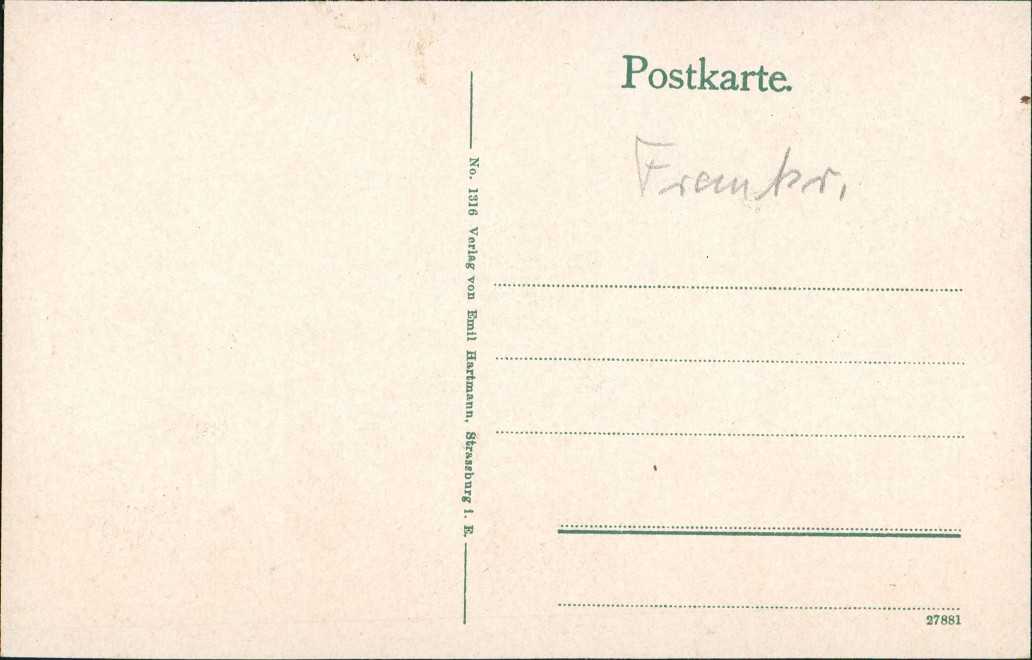 Postkarte.
Frankr.
No. 1316 Verlag von Emil Hartmann, Strassburg i. E.
27881